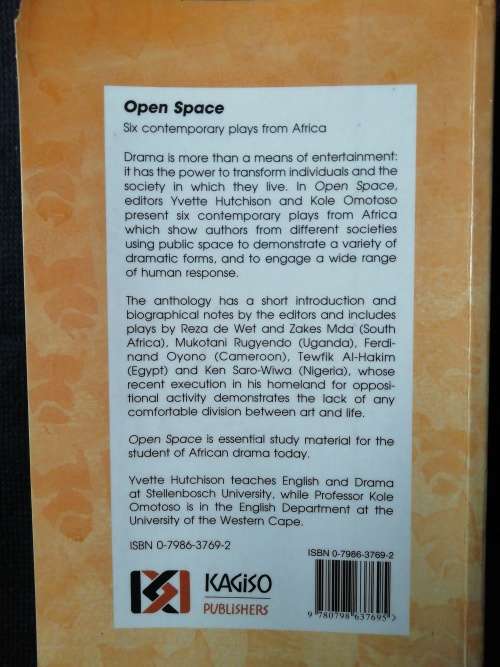 Open Space
Six contemporary plays from Africa
Drama is more than a means of entertainment:
it has the power to transform individuals and the
society in which they live. In Open Space,
editors Yvette Hutchison and Kole Omotoso
present six contemporary plays from Africa
which show authors from different societies
using public space to demonstrate a variety of
dramatic forms, and to engage a wide range
of human response.
The anthology has a short introduction and
biographical notes by the editors and includes
plays by Reza de Wet and Zakes Mda (South
Africa), Mukotani Rugyendo (Uganda), Ferdi-
nand Oyono (Cameroon), Tewfik Al-Hakim
(Egypt) and Ken Saro-Wiwa (Nigeria), whose
recent execution in his homeland for opposi-
tional activity demonstrates the lack of any
comfortable division between art and life.
Open Space is essential study material for the
student of African drama today.
Yvette Hutchison teaches English and Drama
at Stellenbosch University, while Professor Kole
Omotoso is in the English Department at the
University of the Western Cape.
ISBN 0-7986-3769-2
ISBN 0-7986-3769-2
KAGISO
PUBLISHERS
9 780798 637695 >